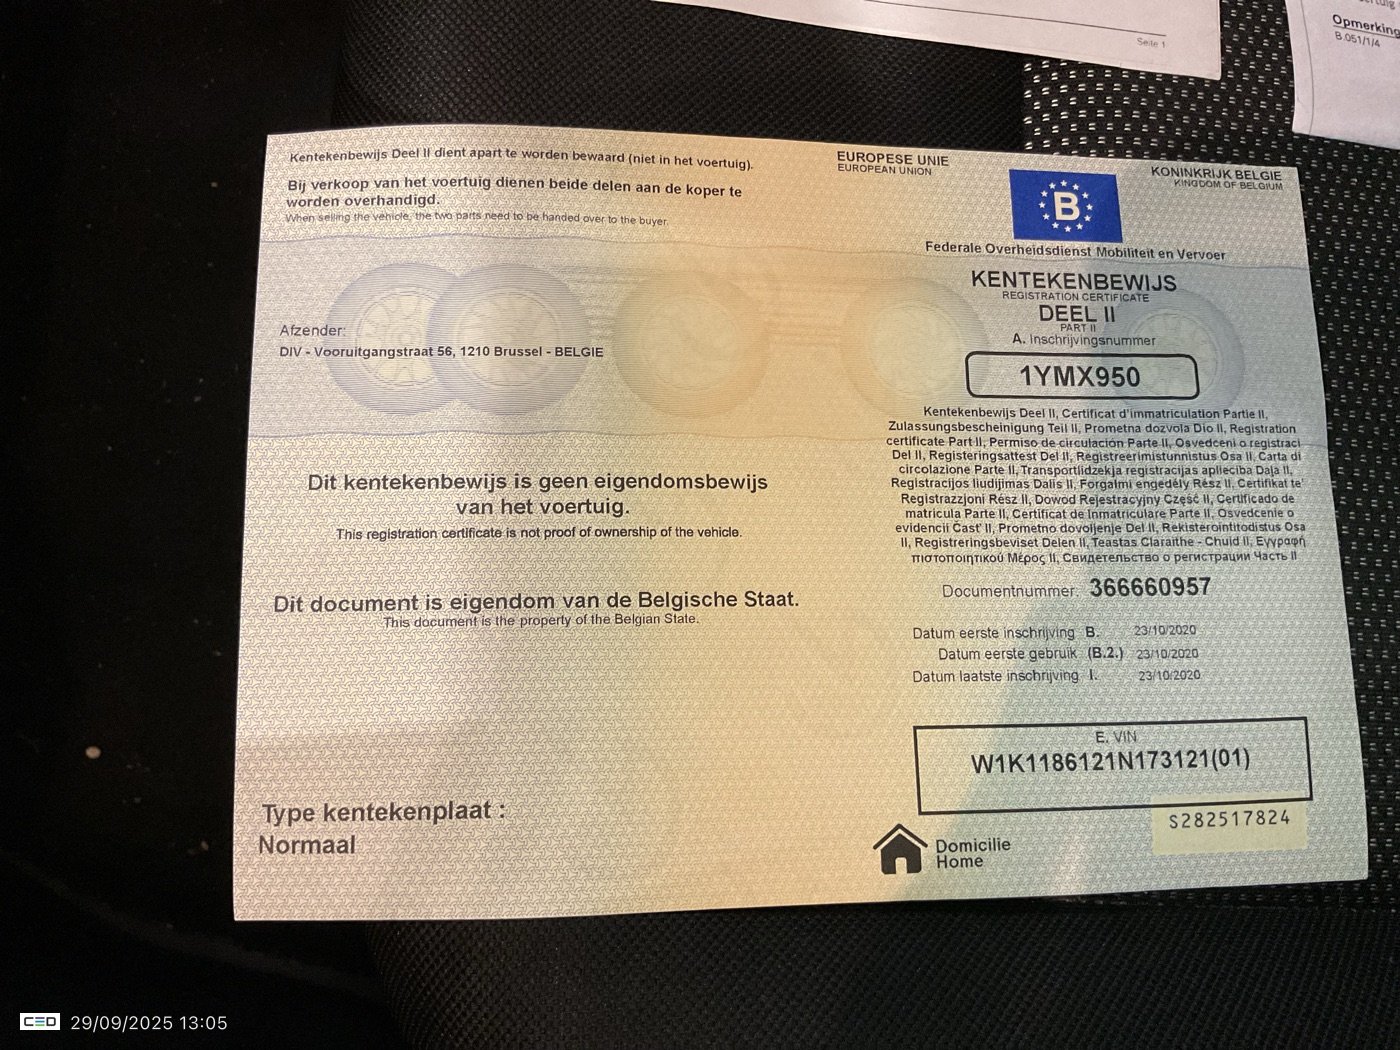 Seite 1
Opmerking
B.051/1/4
Kentekenbewijs Deel II dient apart te worden bewaard (niet in het voertuig).
Bij verkoop van het voertuig dienen beide delen aan de koper te
worden overhandigd.
When selling the vehicle, the two parts need to be handed over to the buyer.
Afzender:
DIV - Vooruitgangstraat 56, 1210 Brussel - BELGIE
Dit kentekenbewijs is geen eigendomsbewijs
van het voertuig.
This registration certificate is not proof of ownership of the vehicle.
Dit document is eigendom van de Belgische Staat.
This document is the property of the Belgian State.
Type kentekenplaat :
Normaal
EUROPESE UNIE
EUROPEAN UNION
B
KONINKRIJK BELGIE
KINGDOM OF BELGIUM
Federale Overheidsdienst Mobiliteit en Vervoer
KENTEKENBEWIJS
REGISTRATION CERTIFICATE
DEEL II
PART II
A. Inschrijvingsnummer
1YMX950
Kentekenbewijs Deel II, Certificat d'immatriculation Partie II,
Zulassungsbescheinigung Teil II, Prometna dozvola Dio II, Registration
certificate Part II, Permiso de circulación Parte II, Osvedceni o registraci
Del II, Registeringsattest Del II, Registreerimistunnistus Osa II, Carta di
circolazione Parte II, Transportlidzekja registracijas aplieciba Daja II,
Registracijos liudijimas Dalis II, Forgalmi engedély Rész II, Certifikat te'
Registrazzjoni Rész II, Dowod Rejestracyjny Część II, Certificado de
matricula Parte II, Certificat de Inmatriculare Parte II, Osvedcenie o
evidencii Cast' II, Prometno dovoljenje Del II, Rekisterointitodistus Osa
II, Registreringsbeviset Delen II, Teastas Claraithe - Chuid II, Εγγραφή
πιστοποιητικού Μέρος II, Свидетельство о регистрации Часть II
Documentnummer: 366660957
Datum eerste inschrijving B. 23/10/2020
Datum eerste gebruik (B.2.) 23/10/2020
Datum laatste inschrijving I. 23/10/2020
E. VIN
W1K1186121N173121(01)
S282517824
Domicilie
Home
CED 29/09/2025 13:05